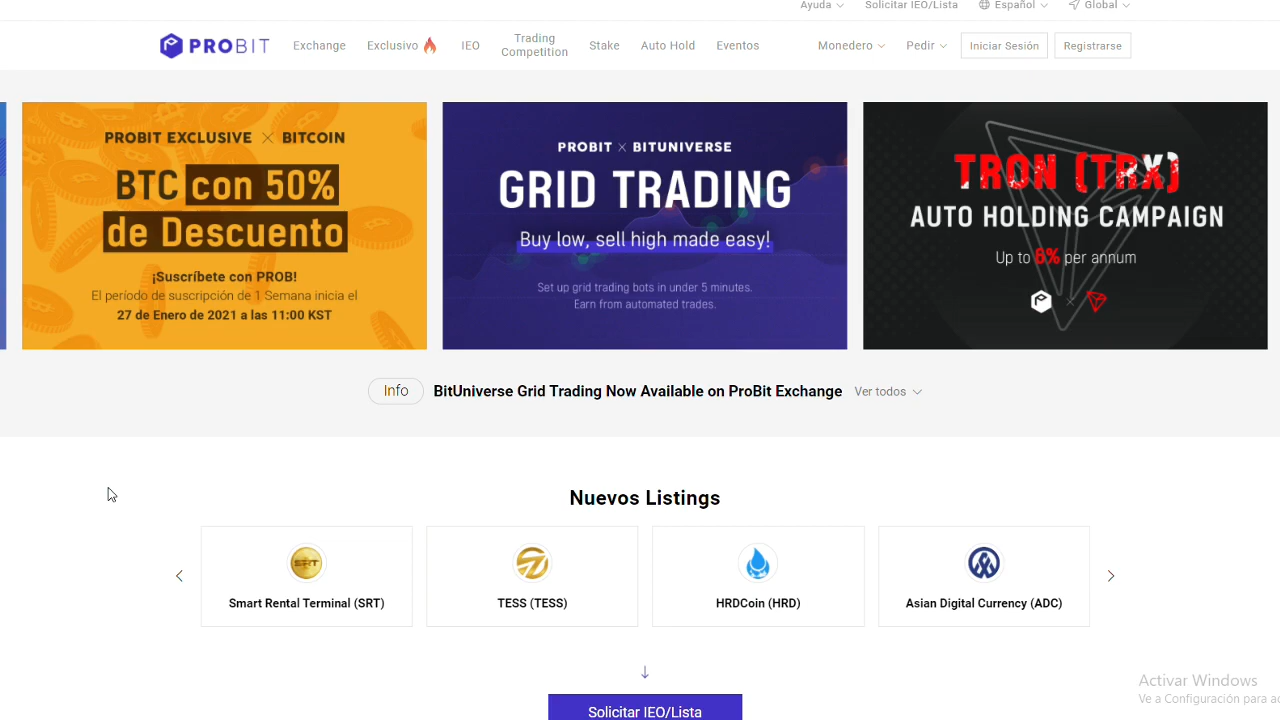 Ayuda
Solicitar IEO/Lista
Español
Global
PROBIT
Exchange
Exclusivo
IEO
Trading
Competition
Stake
Auto Hold
Eventos
Monedero
Pedir
Iniciar Sesión
Registrarse
PROBIT EXCLUSIVE × BITCOIN
BTC con 50%
de Descuento
¡Suscríbete con PROB!
El período de suscripción de 1 Semana inicia el
27 de Enero de 2021 a las 11:00 KST
PROBIT × BITUNIVERSE
GRID TRADING
Buy low, sell high made easy!
Set up grid trading bots in under 5 minutes.
Earn from automated trades.
TRON (TRX)
AUTO HOLDING CAMPAIGN
Up to 6% per annum
Info
BitUniverse Grid Trading Now Available on ProBit Exchange
Ver todos
Nuevos Listings
SRT
Smart Rental Terminal (SRT)
TESS (TESS)
HRDCoin (HRD)
Asian Digital Currency (ADC)
Solicitar IEO/Lista
Activar Windows
Ve a Configuración para ac